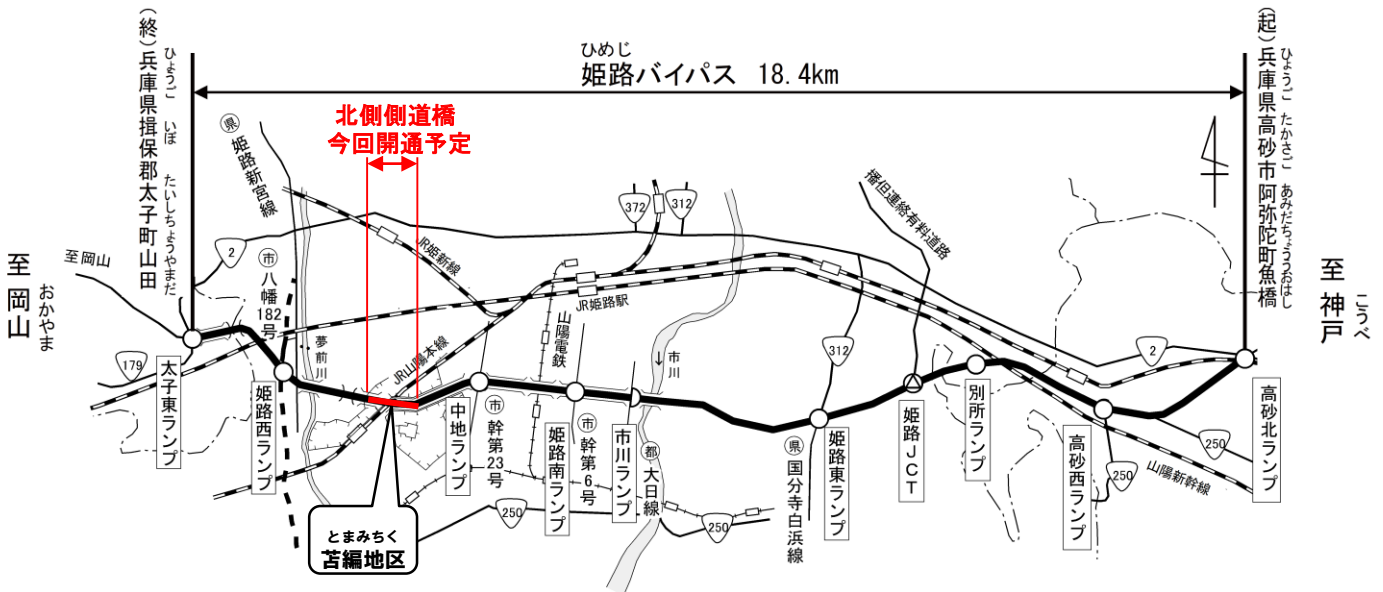 ひめじ
姫路バイパス 18.4km
(終)兵庫県揖保郡太子町山田
ひょうご いぼ たいしちょうやまだ
(起)兵庫県高砂市阿弥陀町魚橋
ひょうご たかさご あみだちょううおはし
北側側道橋
今回開通予定
県 姫路新宮線
372
312
播但連絡有料道路
至岡山
おかやま
至岡山
2
市 八幡182号
JR姫新線
JR姫路駅
山陽電鉄
夢前川
JR山陽本線
市川
179
312
2
至神戸
こうべ
太子東ランプ
姫路西ランプ
中地ランプ
市 幹第23号
姫路南ランプ
市 幹第6号
市川ランプ
都 大日線
県 国分寺白浜線
姫路東ランプ
姫路JCT
別所ランプ
高砂西ランプ
高砂北ランプ
250
250
山陽新幹線
250
250
とまみちく
苫編地区